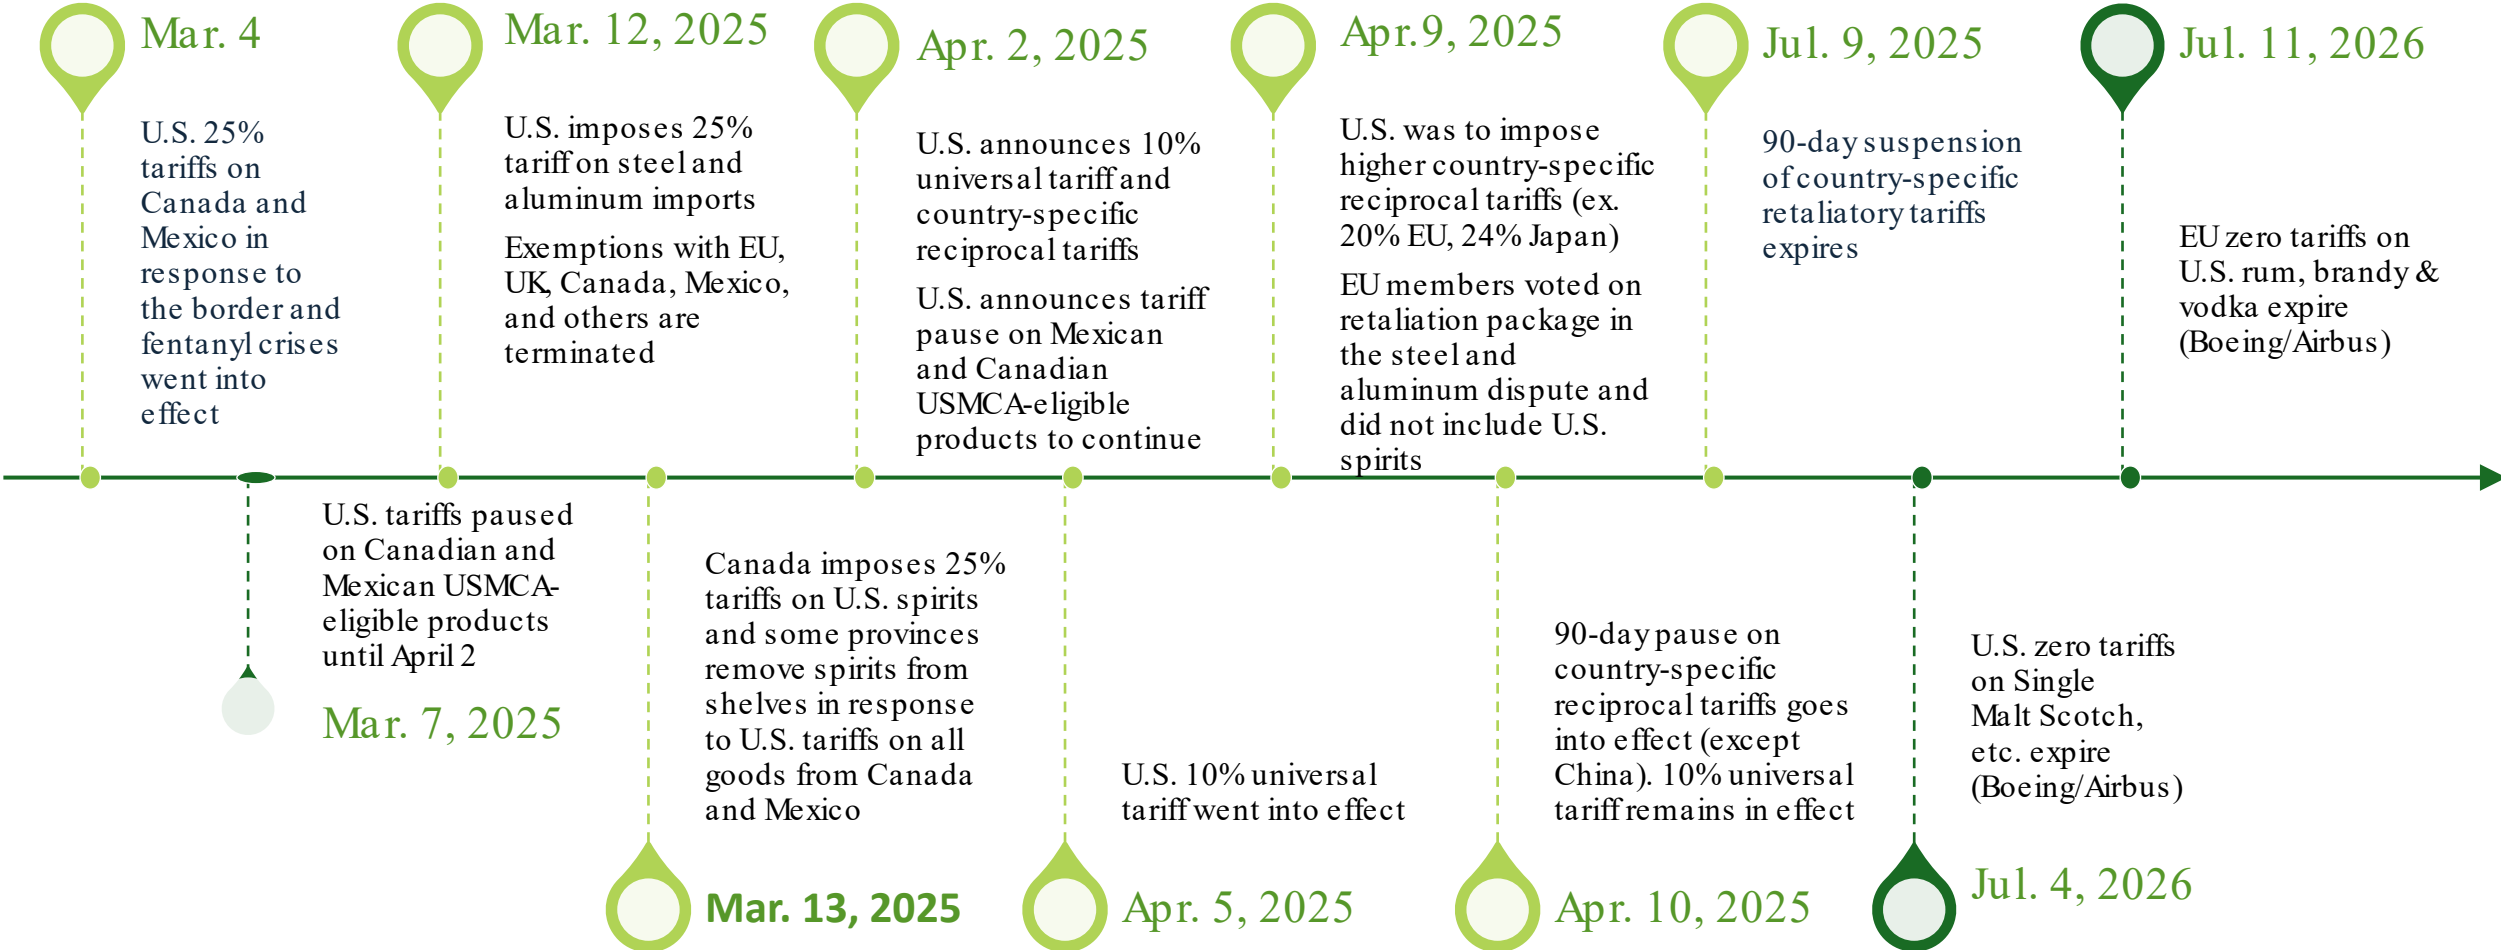 Mar. 4
U.S. 25%
tariffs on
Canada and
Mexico in
response to
the border and
fentanyl crises
went into
effect
U.S. tariffs paused
on Canadian and
Mexican USMCA-
eligible products
until April 2
Mar. 7, 2025
Mar. 12, 2025
U.S. imposes 25%
tariff on steel and
aluminum imports
Exemptions with EU,
UK, Canada, Mexico,
and others are
terminated
Canada imposes 25%
tariffs on U.S. spirits
and some provinces
remove spirits from
shelves in response
to U.S. tariffs on all
goods from Canada
and Mexico
Mar. 13, 2025
Apr. 2, 2025
U.S. announces 10%
universal tariff and
country-specific
reciprocal tariffs
U.S. announces tariff
pause on Mexican
and Canadian
USMCA-eligible
products to continue
U.S. 10% universal
tariff went into effect
Apr. 5, 2025
Apr.9, 2025
U.S. was to impose
higher country-specific
reciprocal tariffs (ex.
20% EU, 24% Japan)
EU members voted on
retaliation package in
the steel and
aluminum dispute and
did not include U.S.
spirits
90-day pause on
country-specific
reciprocal tariffs goes
into effect (except
China). 10% universal
tariff remains in effect
Apr. 10, 2025
Jul. 9, 2025
90-day suspension
of country-specific
retaliatory tariffs
expires
U.S. zero tariffs
on Single
Malt Scotch,
etc. expire
(Boeing/Airbus)
Jul. 4, 2026
Jul. 11, 2026
EU zero tariffs on
U.S. rum, brandy &
vodka expire
(Boeing/Airbus)